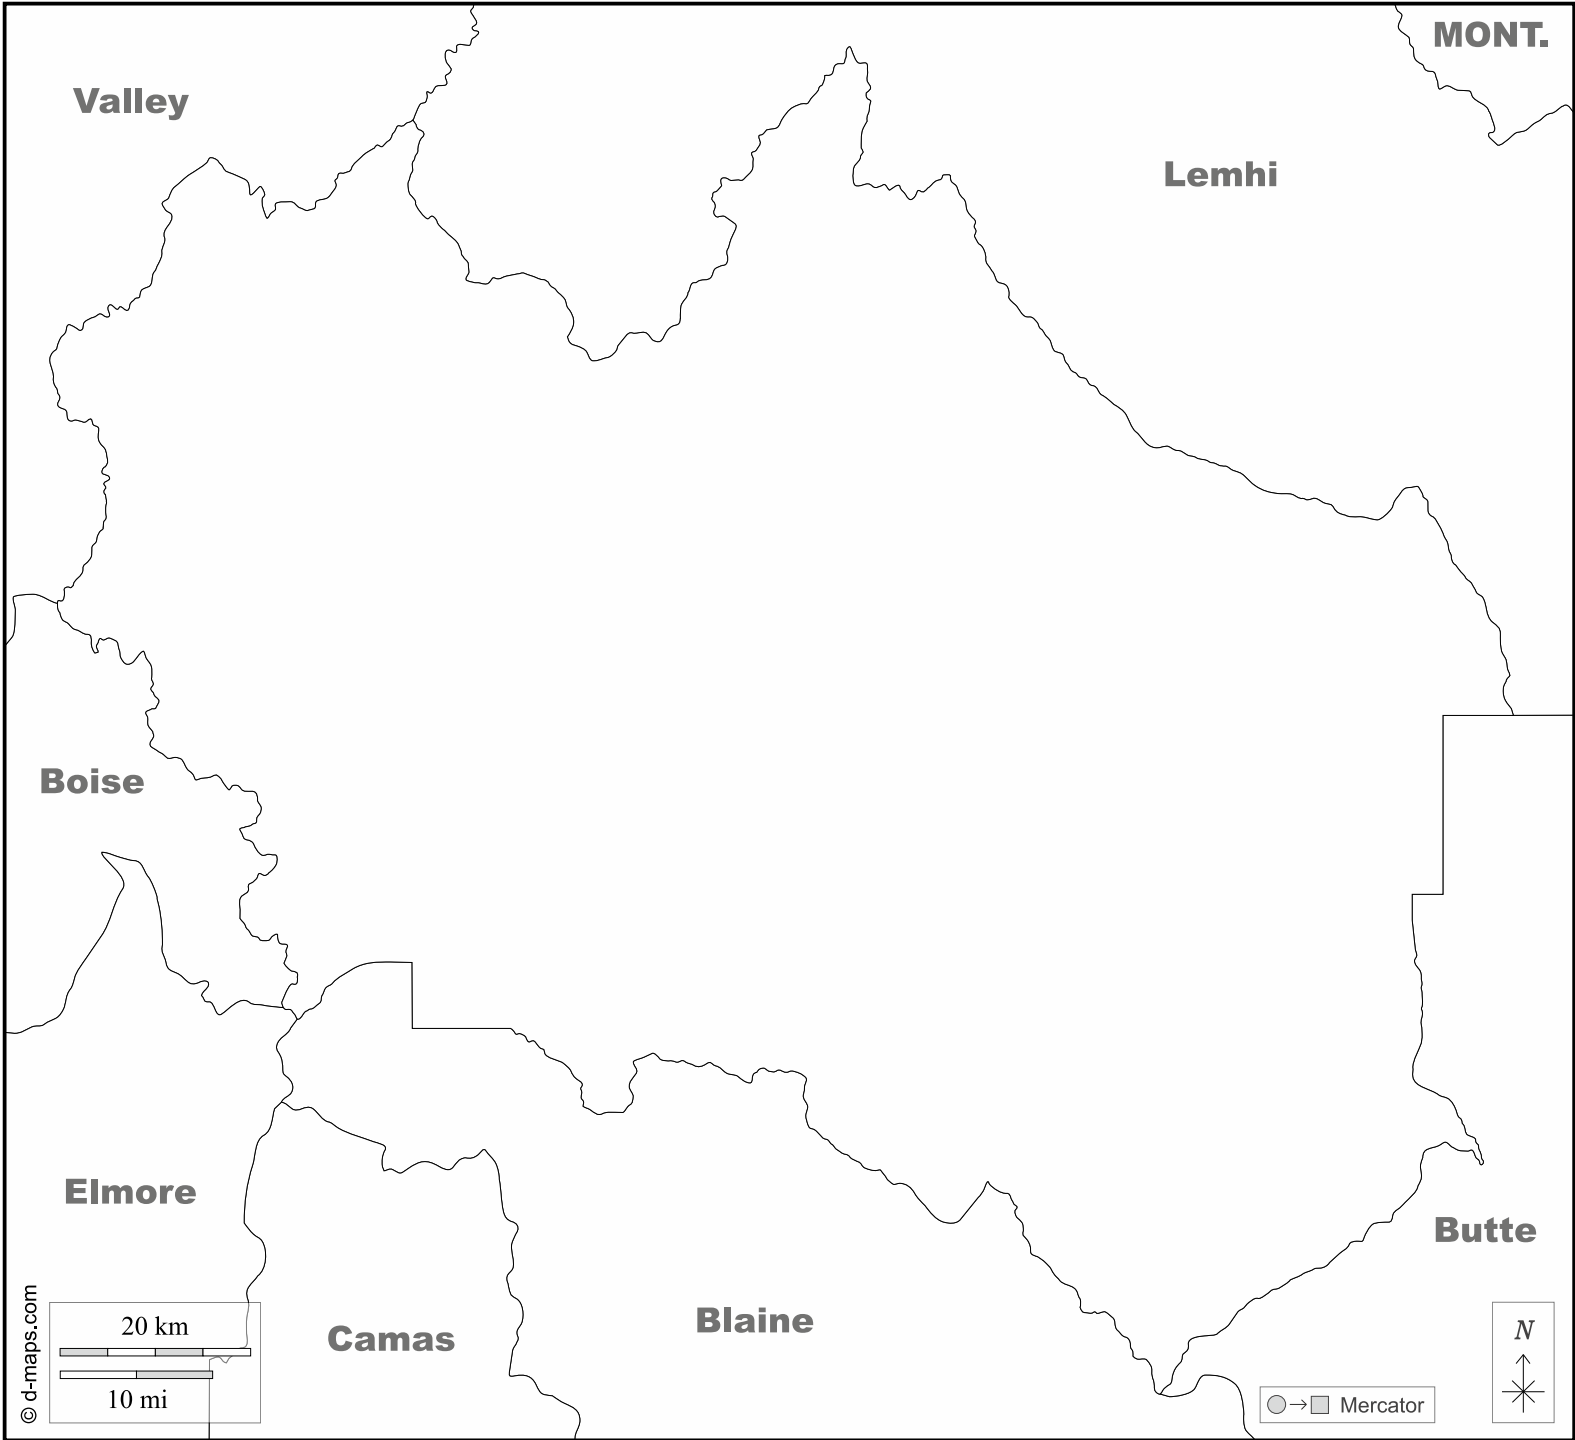 MONT.
Valley
Lemhi
Boise
Elmore
Butte
Blaine
Camas
20 km
10 mi
© d-maps.com
N
Mercator